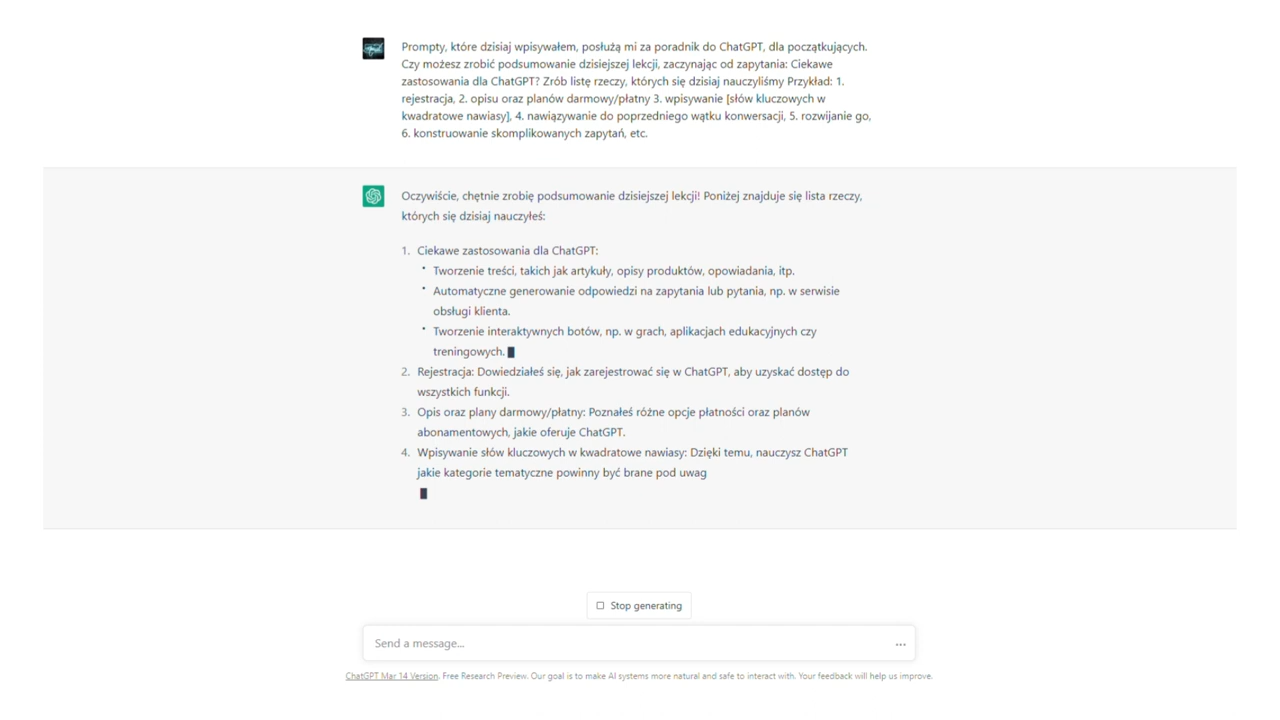 Prompty, które dzisiaj wpisywałem, posłużą mi za poradnik do ChatGPT, dla początkujących.
Czy możesz zrobić podsumowanie dzisiejszej lekcji, zaczynając od zapytania: Ciekawe
zastosowania dla ChatGPT? Zrób listę rzeczy, których się dzisiaj nauczyliśmy Przykład: 1.
rejestracja, 2. opisu oraz planów darmowy/płatny 3. wpisywanie [słów kluczowych w
kwadratowe nawiasy], 4. nawiązywanie do poprzedniego wątku konwersacji, 5. rozwijanie go,
6. konstruowanie skomplikowanych zapytań, etc.
Oczywiście, chętnie zrobię podsumowanie dzisiejszej lekcji! Poniżej znajduje się lista rzeczy,
których się dzisiaj nauczyłeś:
1. Ciekawe zastosowania dla ChatGPT:
• Tworzenie treści, takich jak artykuły, opisy produktów, opowiadania, itp.
• Automatyczne generowanie odpowiedzi na zapytania lub pytania, np. w serwisie
obsługi klienta.
• Tworzenie interaktywnych botów, np. w grach, aplikacjach edukacyjnych czy
treningowych.
2. Rejestracja: Dowiedziałeś się, jak zarejestrować się w ChatGPT, aby uzyskać dostęp do
wszystkich funkcji.
3. Opis oraz plany darmowy/płatny: Poznałeś różne opcje płatności oraz planów
abonamentowych, jakie oferuje ChatGPT.
4. Wpisywanie słów kluczowych w kwadratowe nawiasy: Dzięki temu, nauczysz ChatGPT
jakie kategorie tematyczne powinny być brane pod uwag
Stop generating
Send a message...
ChatGPT Mar 14 Version. Free Research Preview. Our goal is to make AI systems more natural and safe to interact with. Your feedback will help us improve.